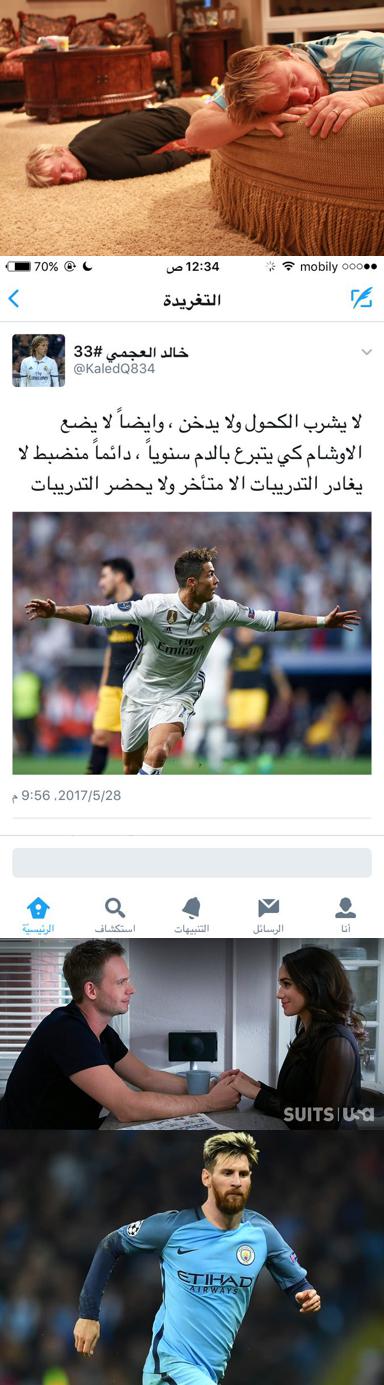 70% 12:34 ص mobily
التغريدة
خالد العجمي #33
@KaledQ834
لا يشرب الكحول ولا يدخن ، وايضاً لا يضع
الاوشام كي يتبرع بالدم سنوياً ، دائماً منضبط لا
يغادر التدريبات الا متأخر ولا يحضر التدريبات
Fly
Emirates
2017/5/28، 9:56 م
الرئيسية استكشاف التنبيهات الرسائل أنا
SUITS | usa
ETIHAD
AIRWAYS